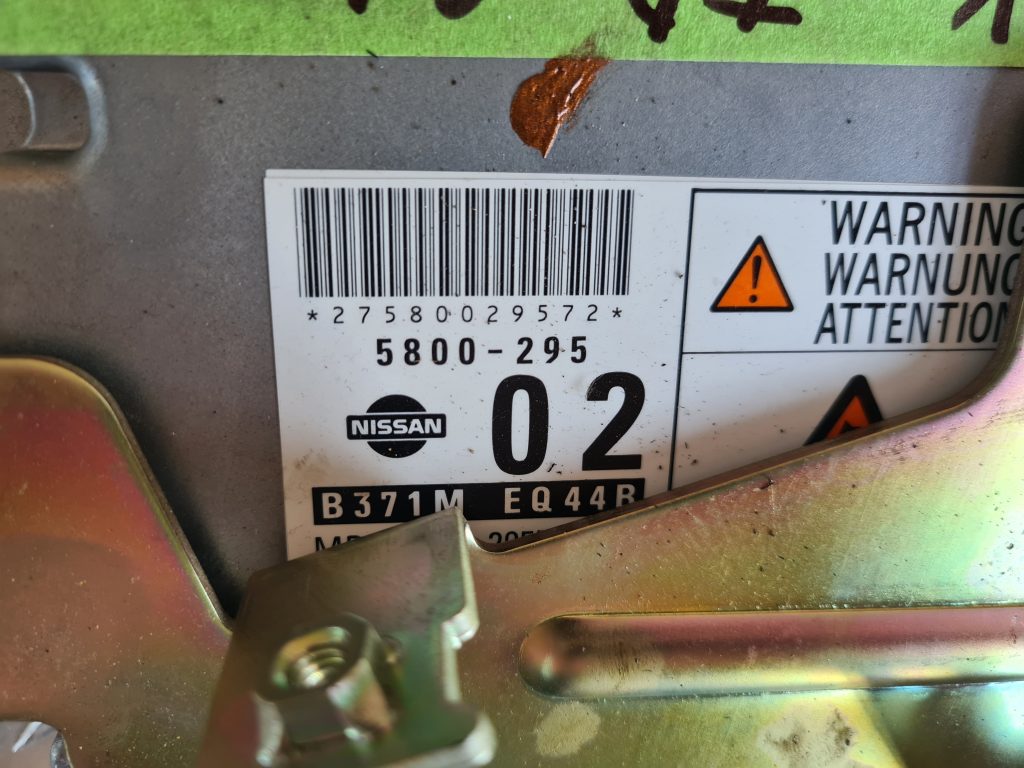 *27580029572*
5800-295
NISSAN
02
B371M EQ44B
WARNING
WARNUNG
ATTENTION